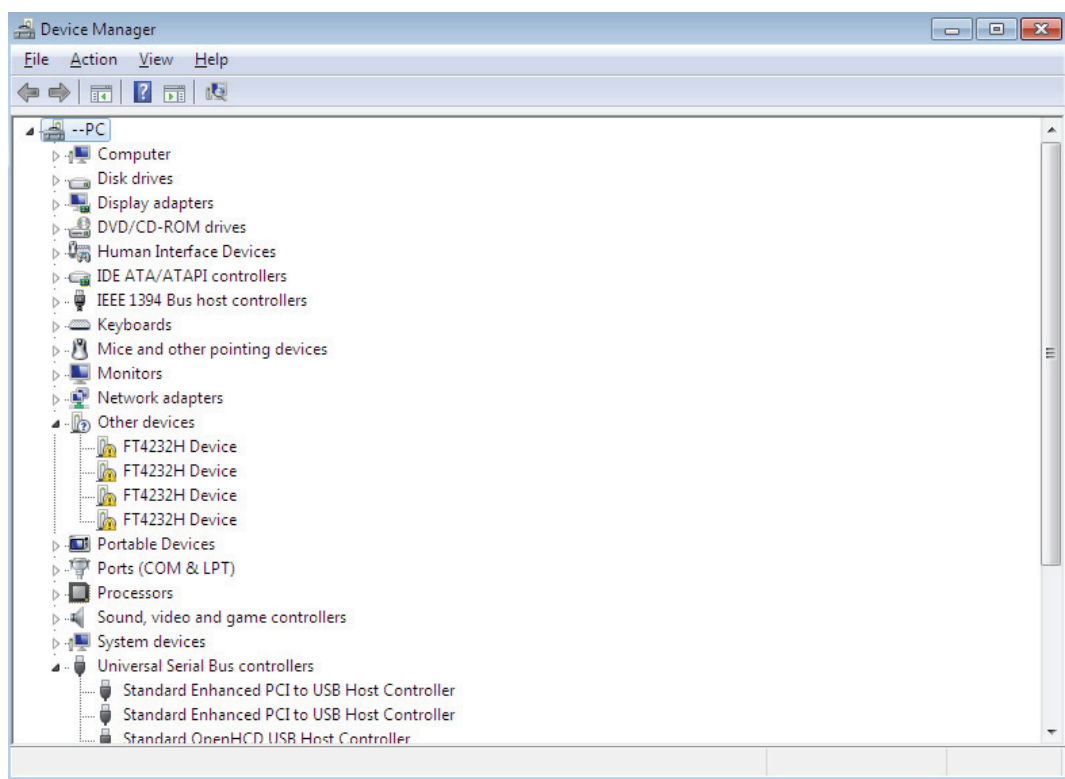 Device Manager
File Action View Help
--PC
Computer
Disk drives
Display adapters
DVD/CD-ROM drives
Human Interface Devices
IDE ATA/ATAPI controllers
IEEE 1394 Bus host controllers
Keyboards
Mice and other pointing devices
Monitors
Network adapters
Other devices
FT4232H Device
FT4232H Device
FT4232H Device
FT4232H Device
Portable Devices
Ports (COM & LPT)
Processors
Sound, video and game controllers
System devices
Universal Serial Bus controllers
Standard Enhanced PCI to USB Host Controller
Standard Enhanced PCI to USB Host Controller
Standard OpenHCD USB Host Controller